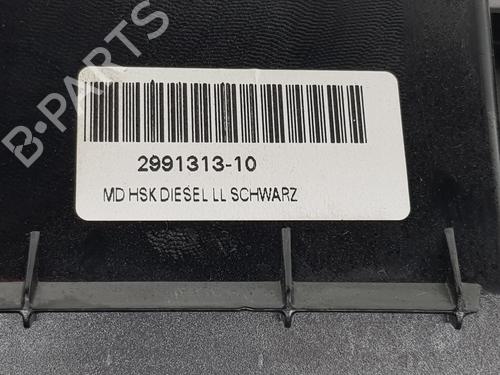 B-PARTS
2991313-10
MD HSK DIESEL LL SCHWARZ